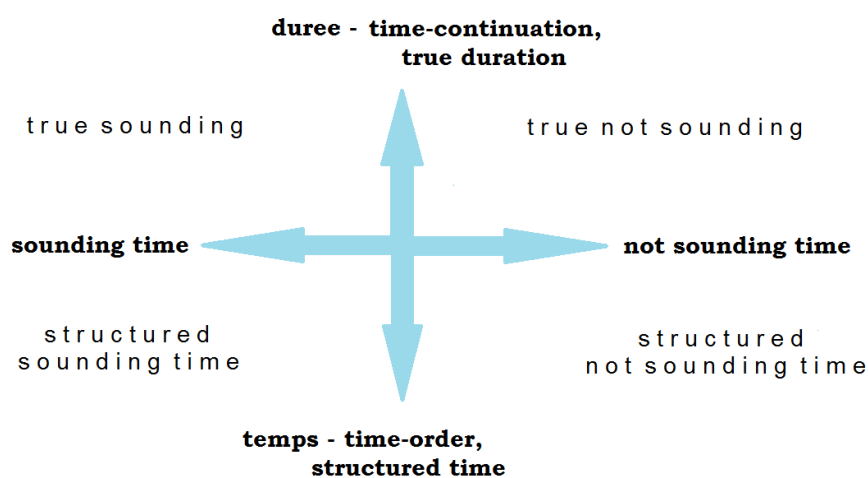 duree - time-continuation,
true duration
true sounding
true not sounding
sounding time
not sounding time
structured
sounding time
structured
not sounding time
temps - time-order,
structured time